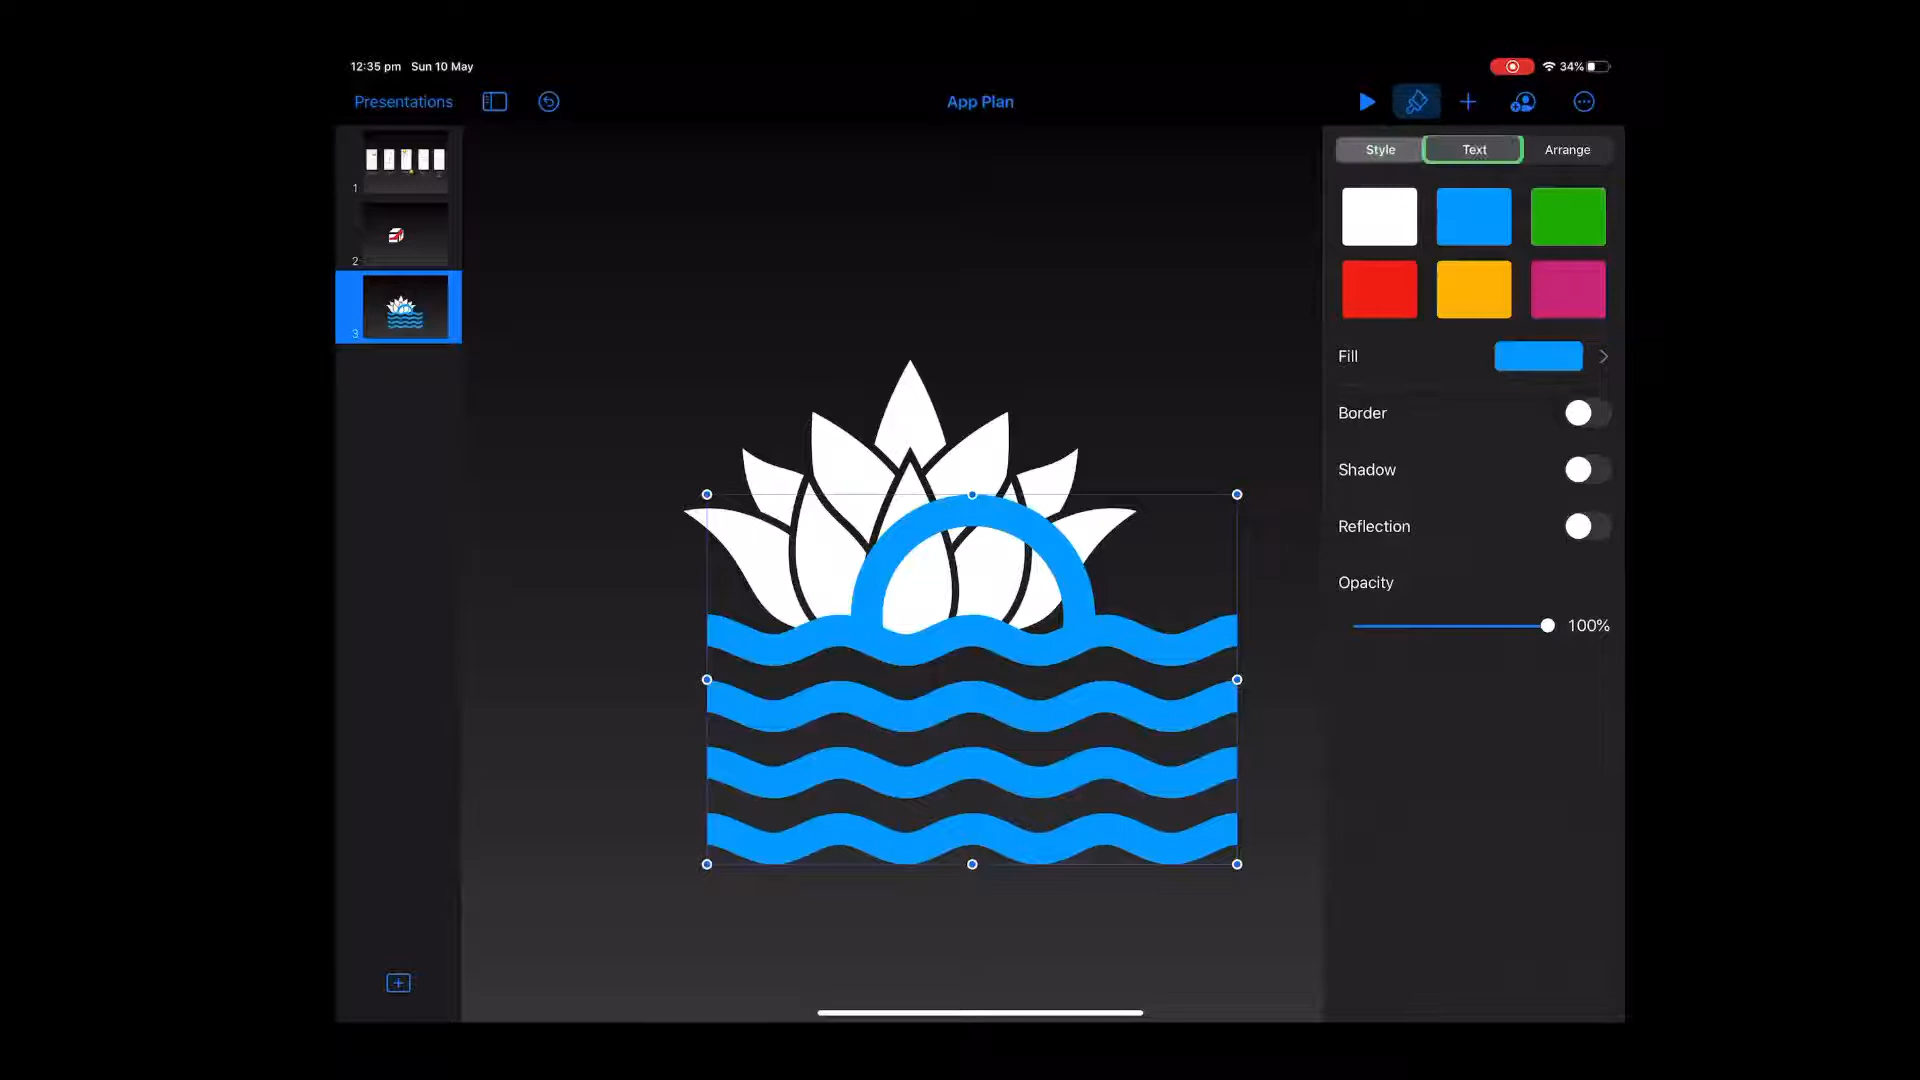 12:35 pm Sun 10 May
34%
Presentations
App Plan
1
2
3
Style
Text
Arrange
Fill
Border
Shadow
Reflection
Opacity
100%